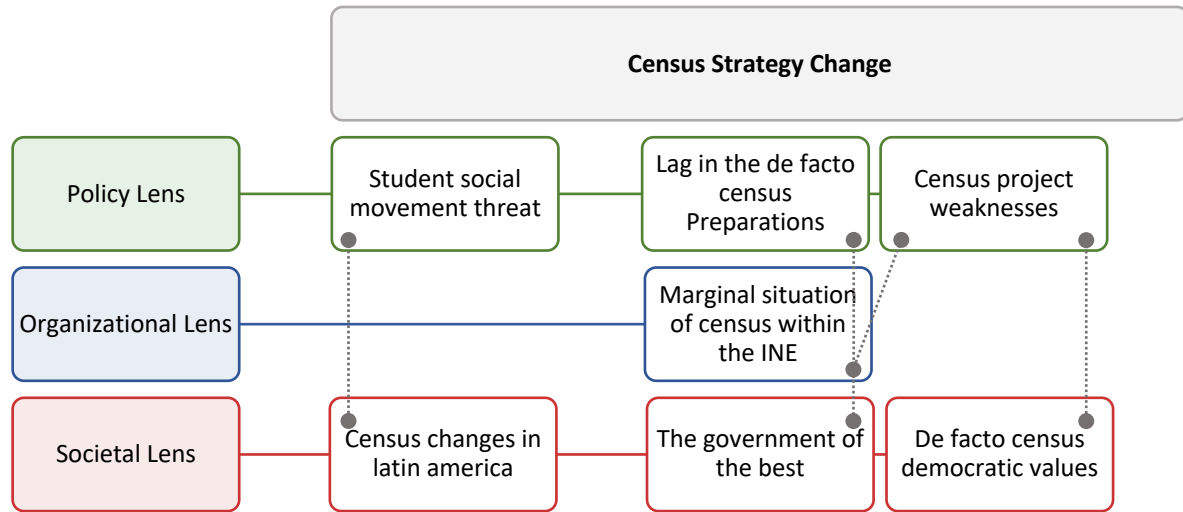 Census Strategy Change
Policy Lens
Student social
movement threat
Lag in the de facto
census
Preparations
Census project
weaknesses
Organizational Lens
Marginal situation
of census within
the INE
Societal Lens
Census changes in
latin america
The government of
the best
De facto census
democratic values